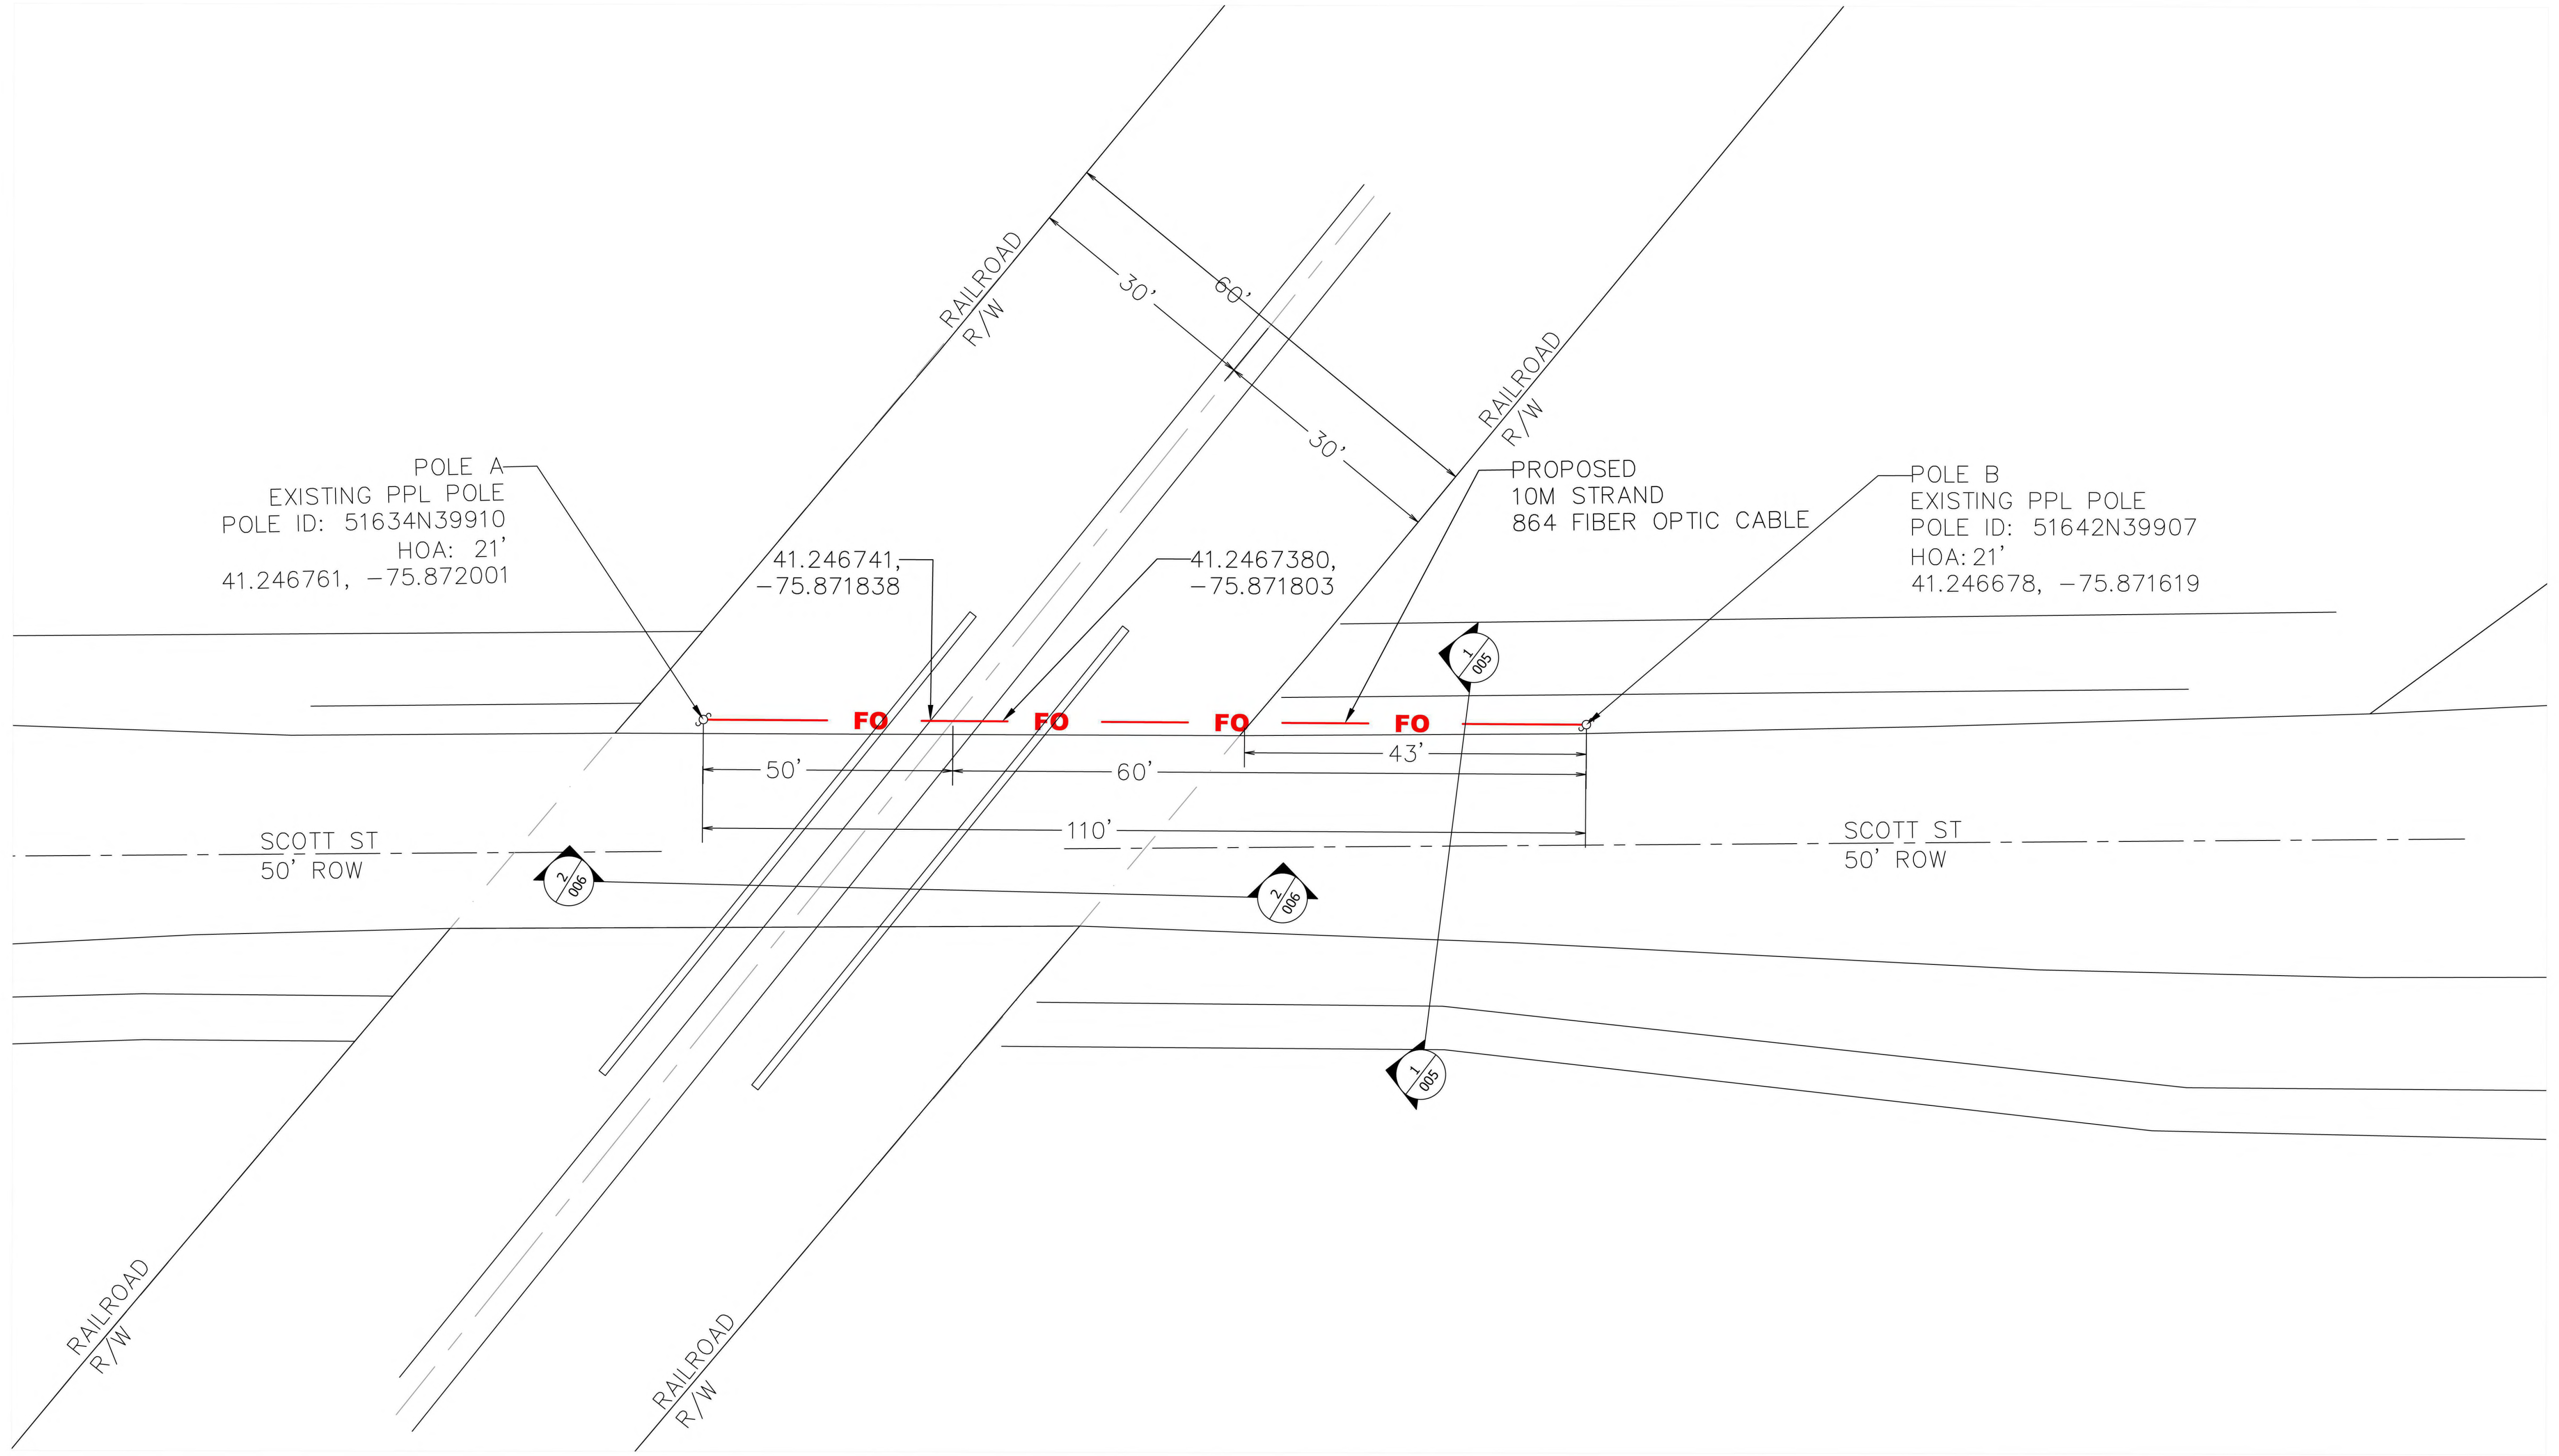 RAILROAD
R/W
30'
60'
30'
RAILROAD
R/W
POLE A
EXISTING PPL POLE
POLE ID: 51634N39910
HOA: 21'
41.246761, -75.872001
41.246741,
-75.871838
41.2467380,
-75.871803
PROPOSED
10M STRAND
864 FIBER OPTIC CABLE
POLE B
EXISTING PPL POLE
POLE ID: 51642N39907
HOA: 21'
41.246678, -75.871619
1
005
FO
FO
FO
FO
43'
50'
60'
110'
SCOTT ST
50' ROW
SCOTT ST
50' ROW
2
006
2
006
1
005
RAILROAD
R/W
RAILROAD
R/W